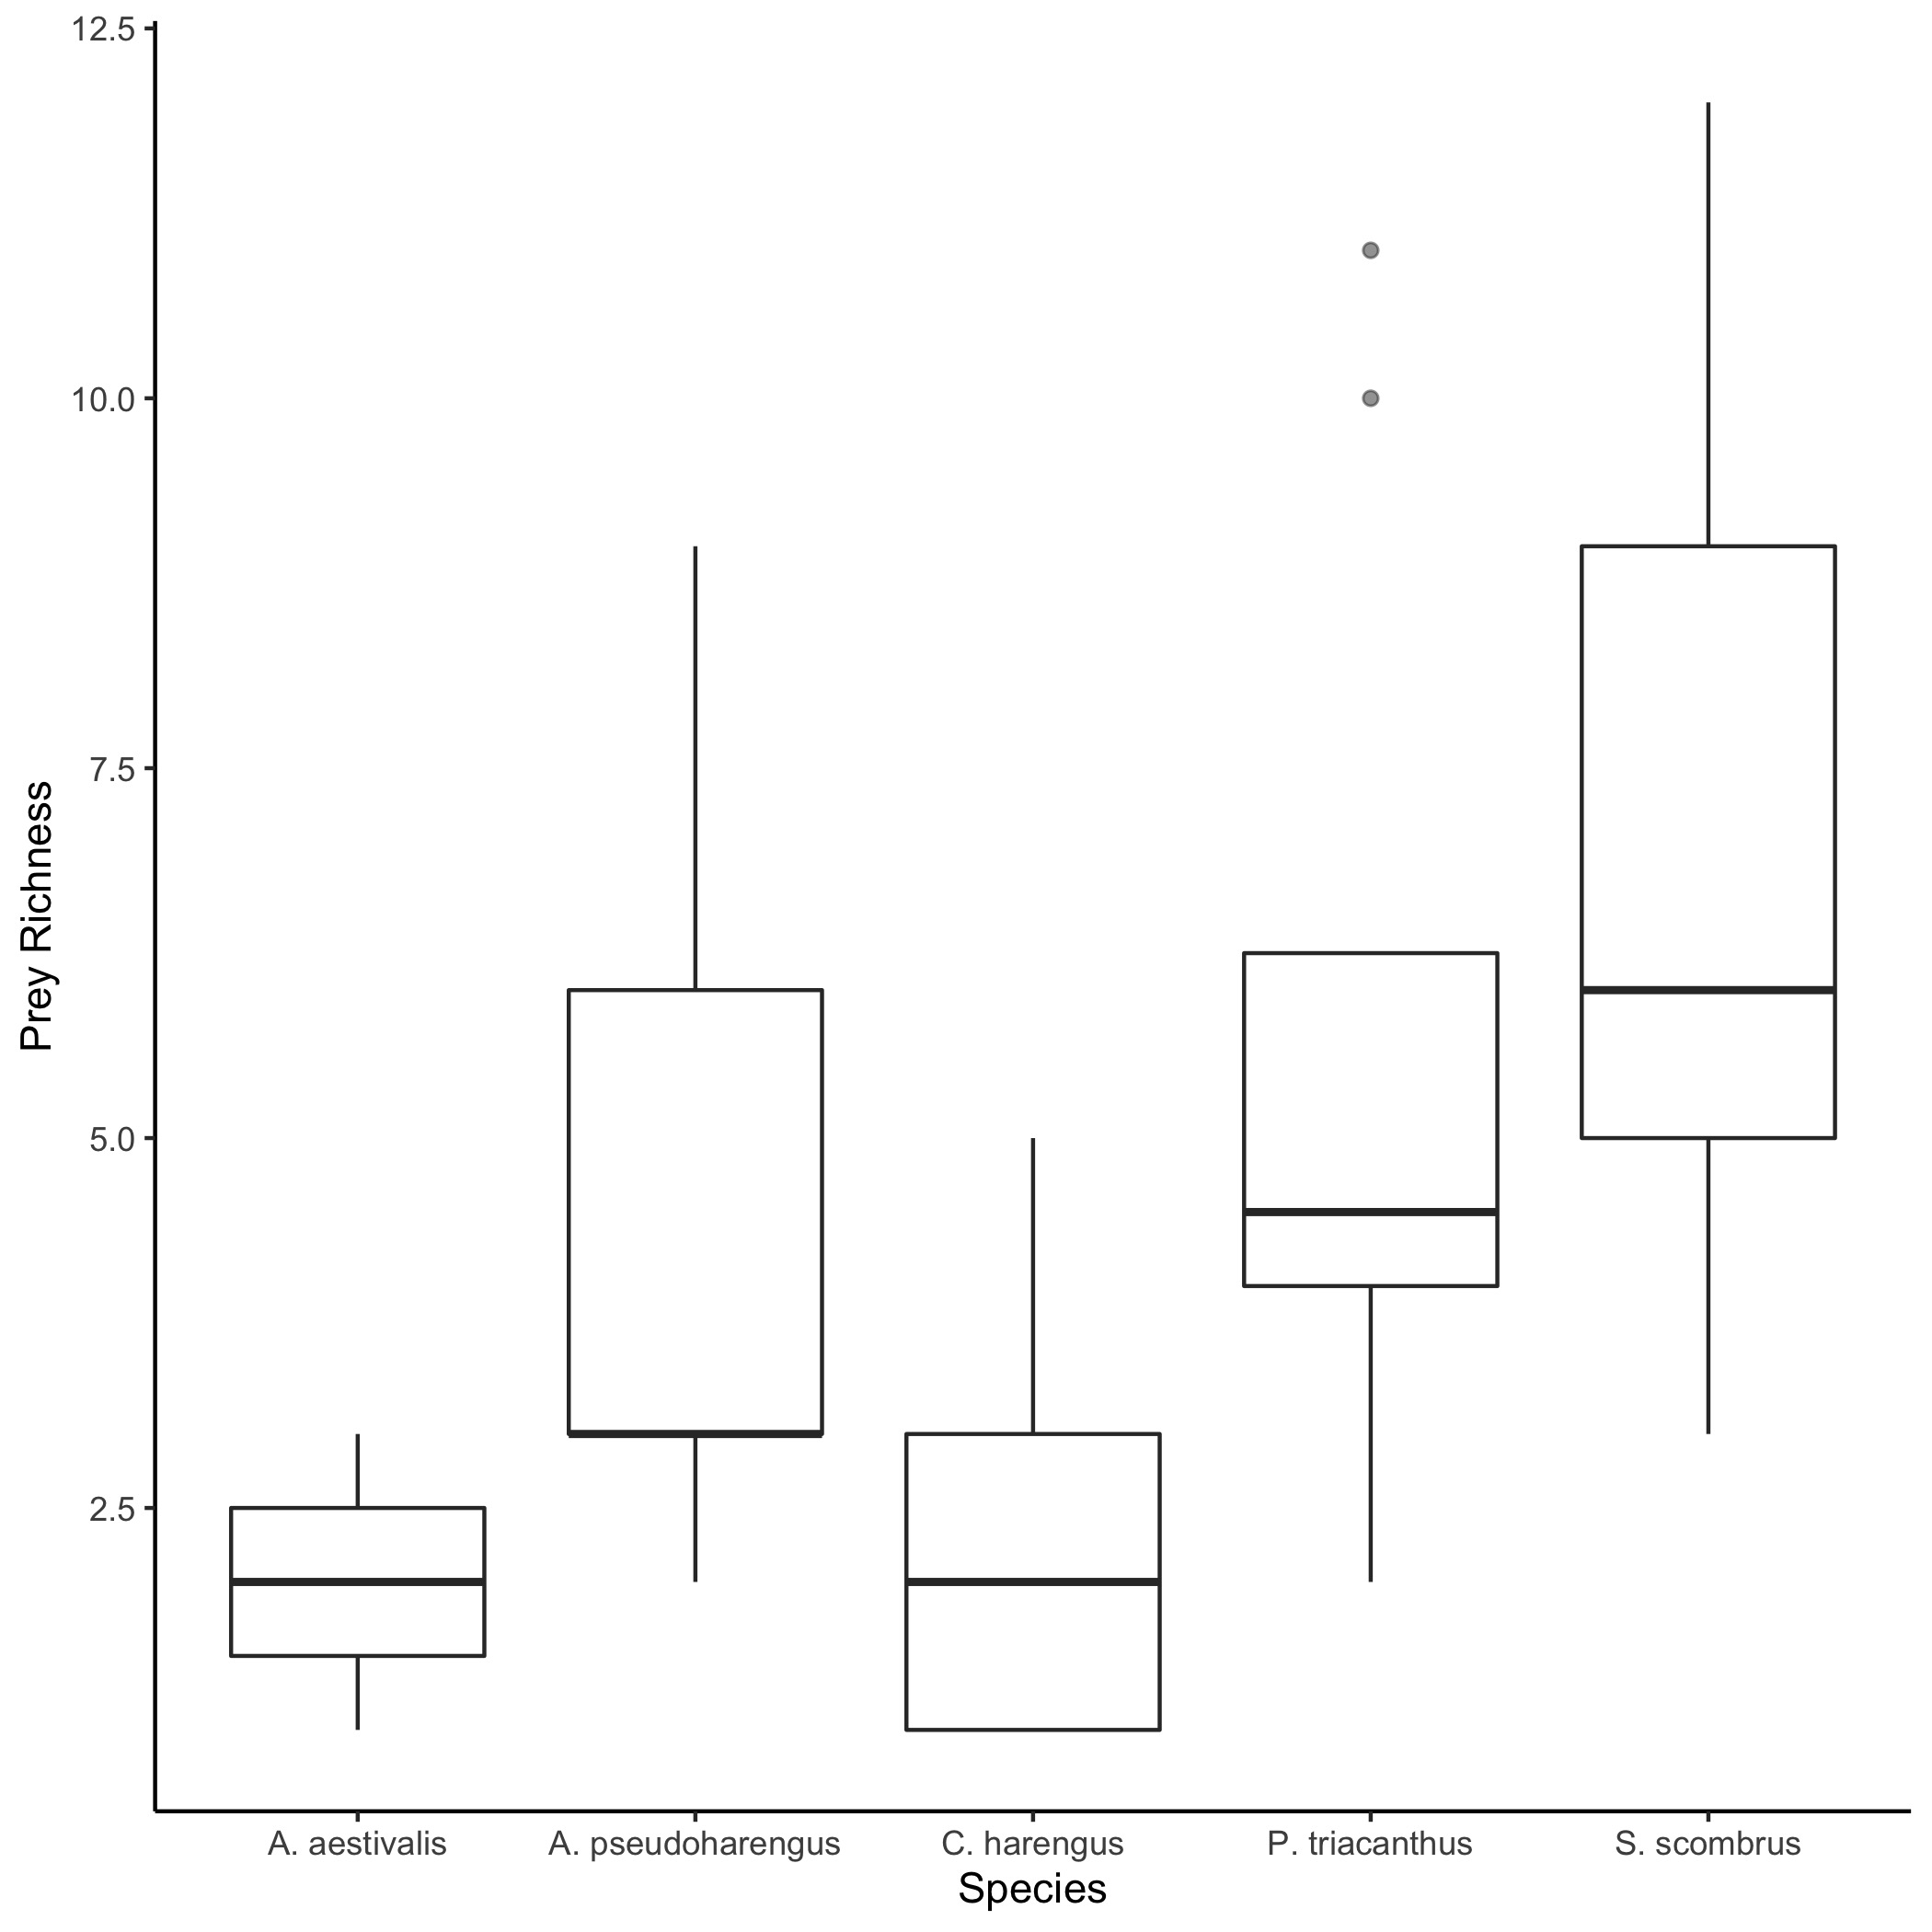 12.5
10.0
7.5
5.0
2.5
Prey Richness
A. aestivalis
A. pseudoharengus
C. harengus
P. triacanthus
S. scombrus
Species